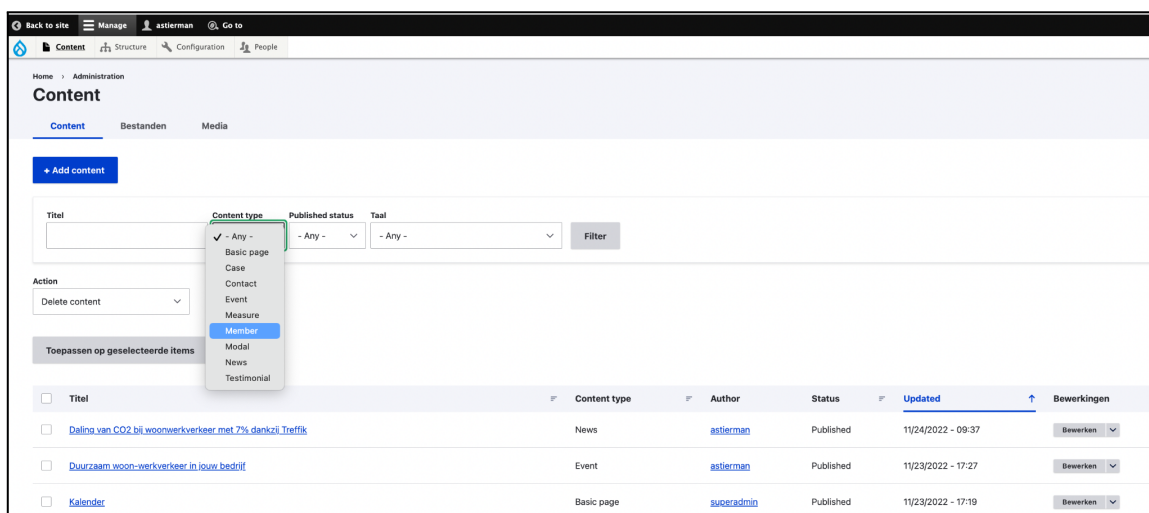 Back to site Manage astierman Go to
Content Structure Configuration People
Home › Administration
Content
Content Bestanden Media
+ Add content
Titel Content type Published status Taal
- Any - - Any - - Any - Filter
Basic page
Case
Contact
Event
Measure
Member
Modal
News
Testimonial
Action
Delete content
Toepassen op geselecteerde items
Titel Content type Author Status Updated Bewerkingen
Daling van CO2 bij woonwerkverkeer met 7% dankzij Treffik News astierman Published 11/24/2022 - 09:37 Bewerken
Duurzaam woon-werkverkeer in jouw bedrijf Event astierman Published 11/23/2022 - 17:27 Bewerken
Kalender Basic page superadmin Published 11/23/2022 - 17:19 Bewerken